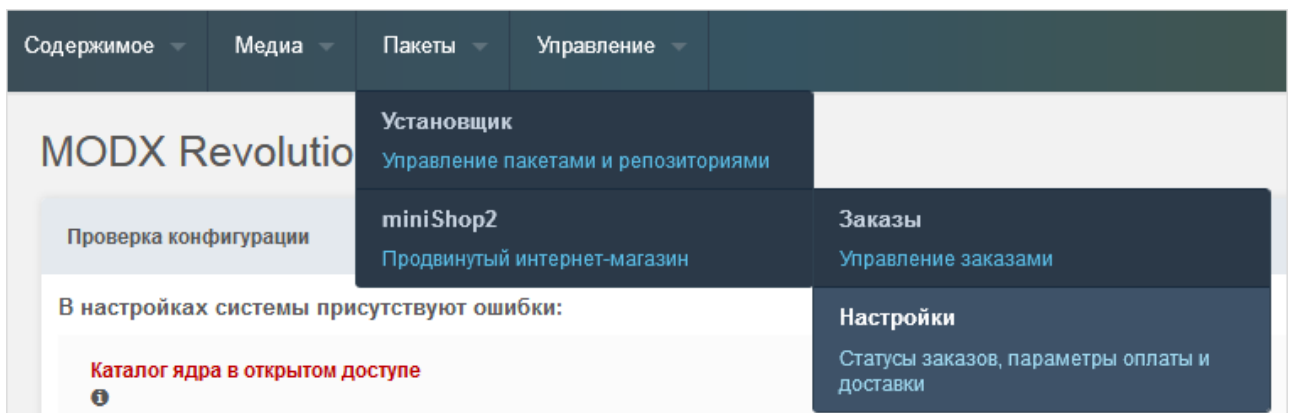 Содержимое Медиа Пакеты Управление
MODX Revolutio
Установщик
Управление пакетами и репозиториями
miniShop2
Продвинутый интернет-магазин
Заказы
Управление заказами
Настройки
Статусы заказов, параметры оплаты и
доставки
Проверка конфигурации
В настройках системы присутствуют ошибки:
Каталог ядра в открытом доступе